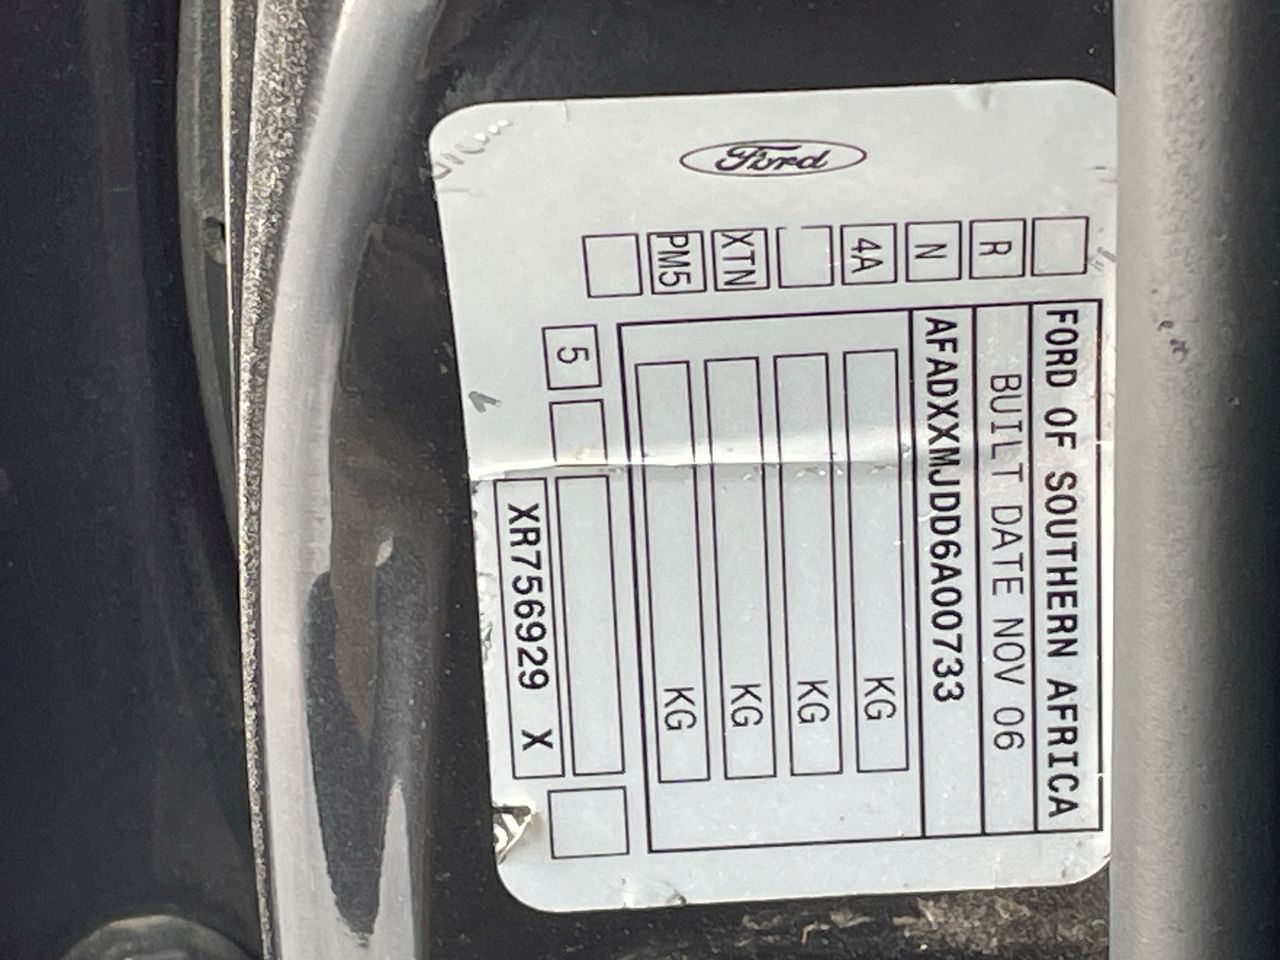 Ford
R
N
4A
XTN
PM5
FORD OF SOUTHERN AFRICA
BUILT DATE NOV 06
AFADXXMJDD6A00733
KG
KG
KG
KG
5
XR756929 X